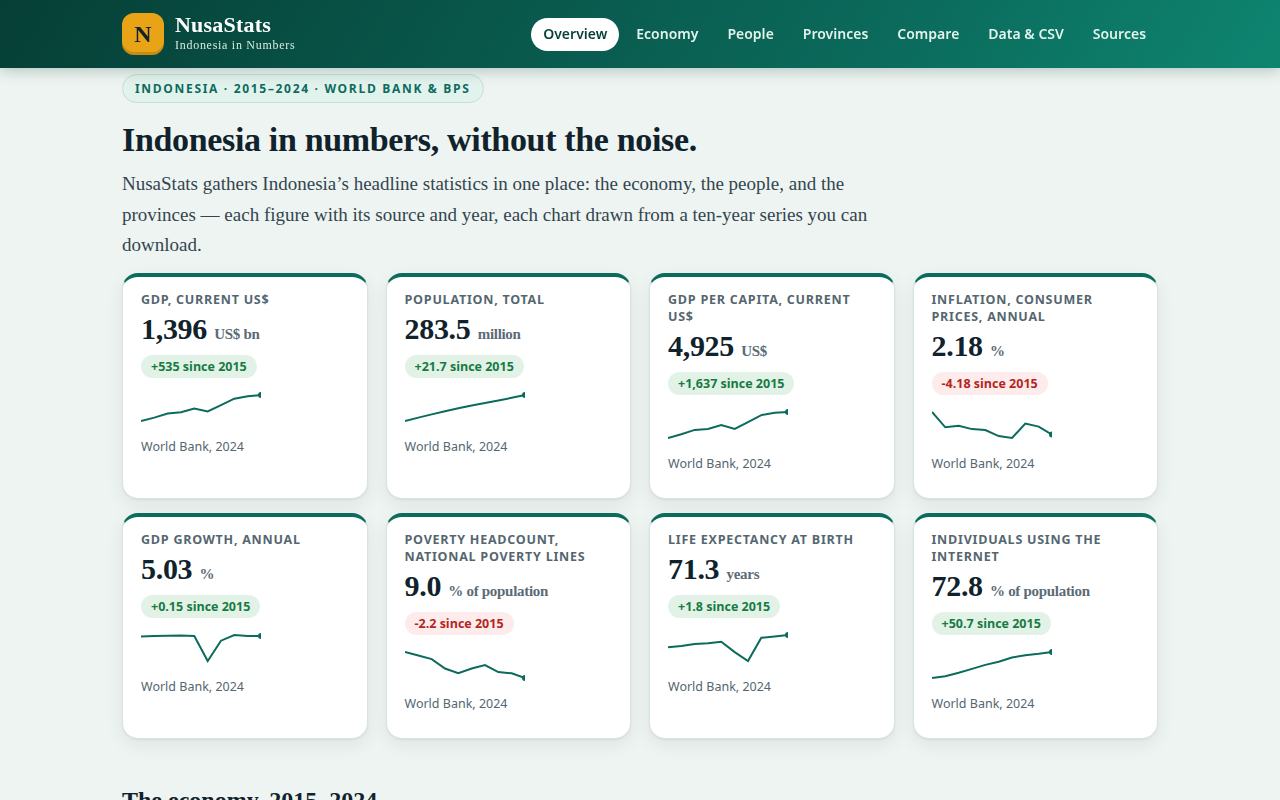 N
NusaStats
Indonesia in Numbers
Overview Economy People Provinces Compare Data & CSV Sources
INDONESIA · 2015–2024 · WORLD BANK & BPS
Indonesia in numbers, without the noise.
NusaStats gathers Indonesia’s headline statistics in one place: the economy, the people, and the
provinces — each figure with its source and year, each chart drawn from a ten-year series you can
download.
GDP, CURRENT US$
1,396 US$ bn
+535 since 2015
World Bank, 2024
POPULATION, TOTAL
283.5 million
+21.7 since 2015
World Bank, 2024
GDP PER CAPITA, CURRENT
US$
4,925 US$
+1,637 since 2015
World Bank, 2024
INFLATION, CONSUMER
PRICES, ANNUAL
2.18 %
-4.18 since 2015
World Bank, 2024
GDP GROWTH, ANNUAL
5.03 %
+0.15 since 2015
World Bank, 2024
POVERTY HEADCOUNT,
NATIONAL POVERTY LINES
9.0 % of population
-2.2 since 2015
World Bank, 2024
LIFE EXPECTANCY AT BIRTH
71.3 years
+1.8 since 2015
World Bank, 2024
INDIVIDUALS USING THE
INTERNET
72.8 % of population
+50.7 since 2015
World Bank, 2024
The economy, 2015–2024